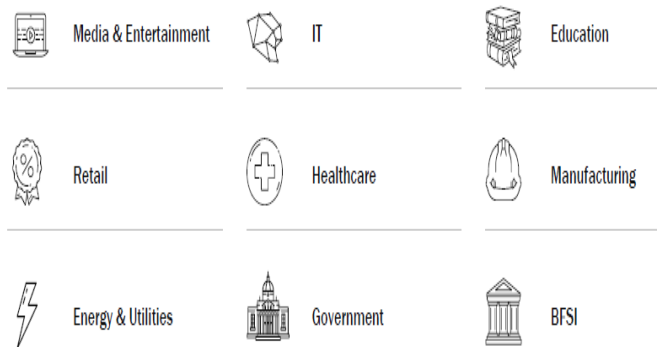 Media & Entertainment
IT
Education
Retail
Healthcare
Manufacturing
Energy & Utilities
Government
BFSI